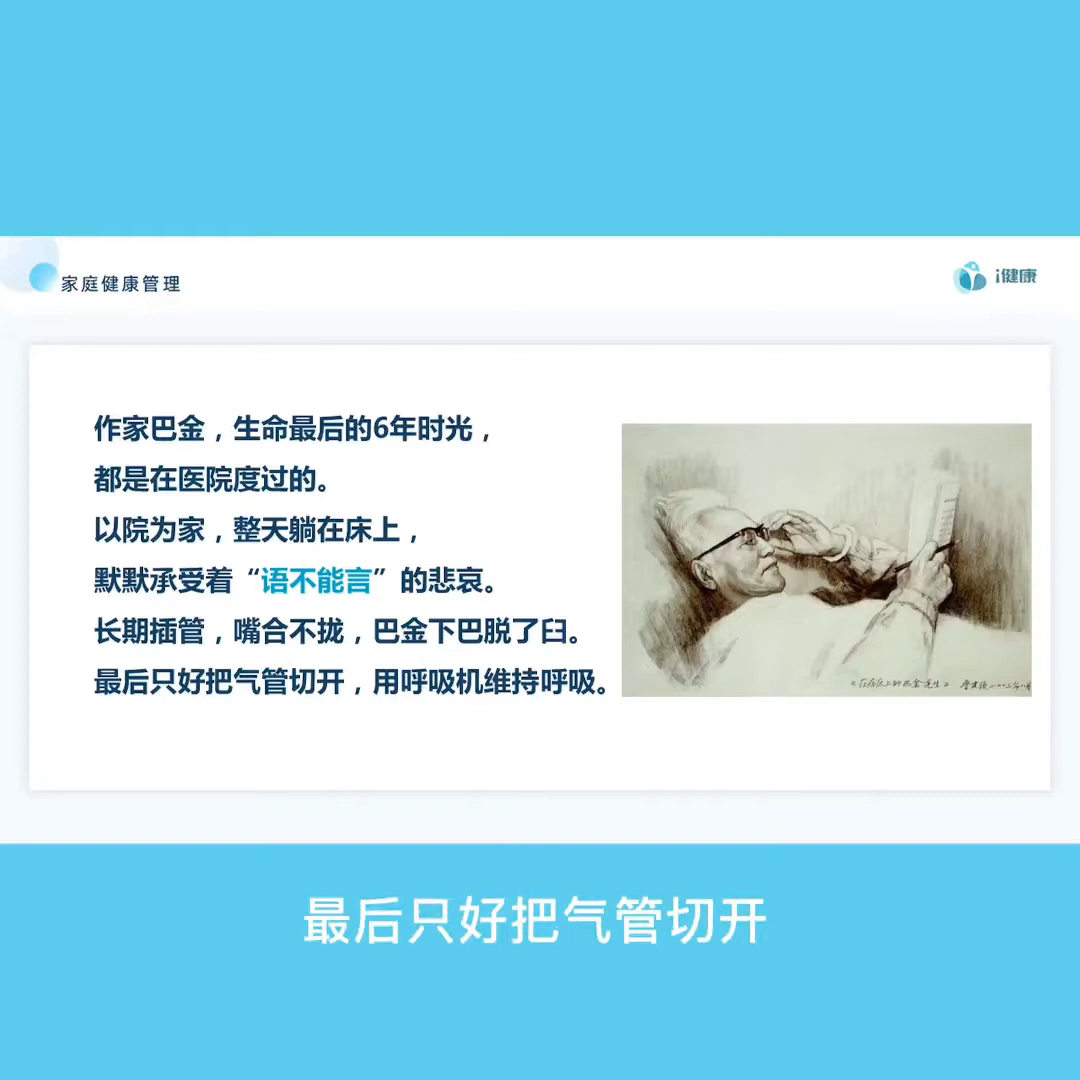 家庭健康管理
i健康
作家巴金，生命最后的6年时光，
都是在医院度过的。
以院为家，整天躺在床上，
默默承受着“语不能言”的悲哀。
长期插管，嘴合不拢，巴金下巴脱了臼。
最后只好把气管切开，用呼吸机维持呼吸。
最后只好把气管切开